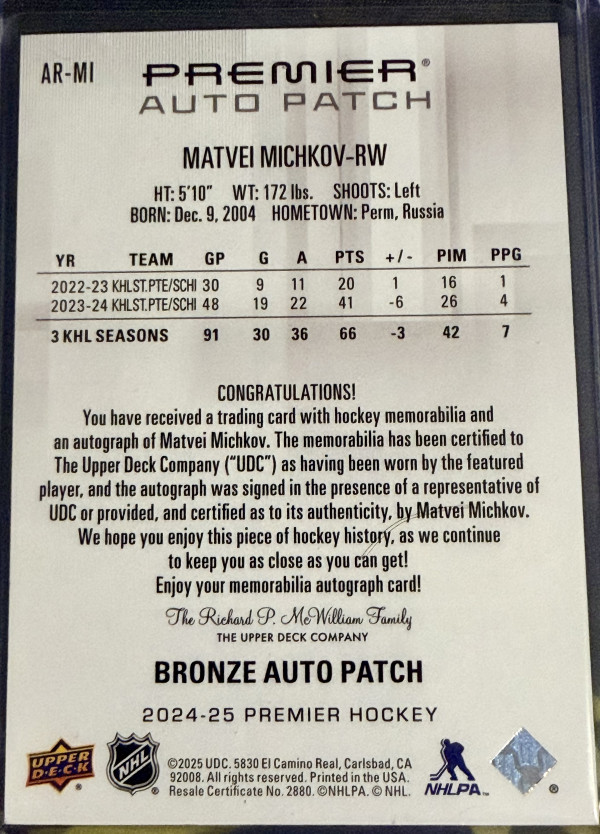 AR-MI
PREMIER®
AUTO PATCH
MATVEI MICHKOV-RW
HT: 5'10" WT: 172 lbs. SHOOTS: Left
BORN: Dec. 9, 2004 HOMETOWN: Perm, Russia
YR TEAM GP G A PTS +/- PIM PPG
2022-23 KHLST.PTE/SCHI 30 9 11 20 1 16 1
2023-24 KHLST.PTE/SCHI 48 19 22 41 -6 26 4
3 KHL SEASONS 91 30 36 66 -3 42 7
CONGRATULATIONS!
You have received a trading card with hockey memorabilia and
an autograph of Matvei Michkov. The memorabilia has been certified to
The Upper Deck Company ("UDC") as having been worn by the featured
player, and the autograph was signed in the presence of a representative of
UDC or provided, and certified as to its authenticity, by Matvei Michkov.
We hope you enjoy this piece of hockey history, as we continue
to keep you as close as you can get!
Enjoy your memorabilia autograph card!
The Richard P. McWilliam Family
THE UPPER DECK COMPANY
BRONZE AUTO PATCH
2024-25 PREMIER HOCKEY
UPPER
D·E·C·K
®
NHL
®
©2025 UDC. 5830 El Camino Real, Carlsbad, CA
92008. All rights reserved. Printed in the USA.
Resale Certificate No. 2880. ©NHLPA. © NHL.
NHLPA™
®